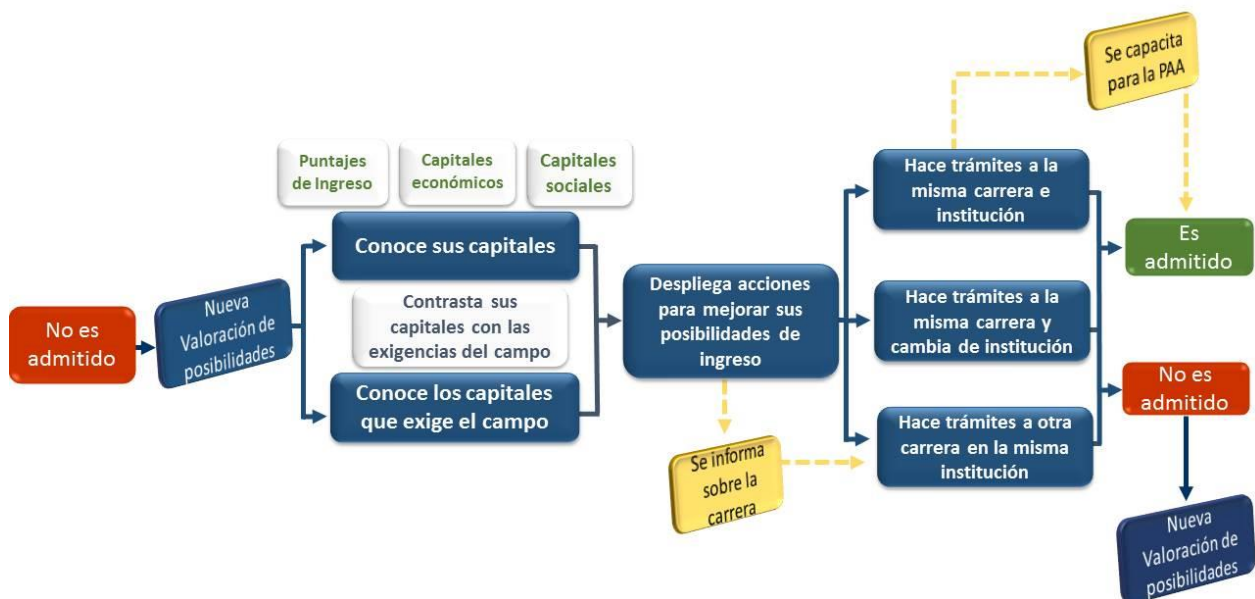 No es
admitido
Nueva
Valoración de
posibilidades
Puntajes
de Ingreso
Capitales
económicos
Capitales
sociales
Conoce sus capitales
Contrasta sus
capitales con las
exigencias del campo
Conoce los capitales
que exige el campo
Despliega acciones
para mejorar sus
posibilidades de
ingreso
Se informa
sobre la
carrera
Hace trámites a la
misma carrera e
institución
Hace trámites a la
misma carrera y
cambia de institución
Hace trámites a otra
carrera en la misma
institución
Se capacita
para la PAA
Es
admitido
No es
admitido
Nueva
Valoración de
posibilidades